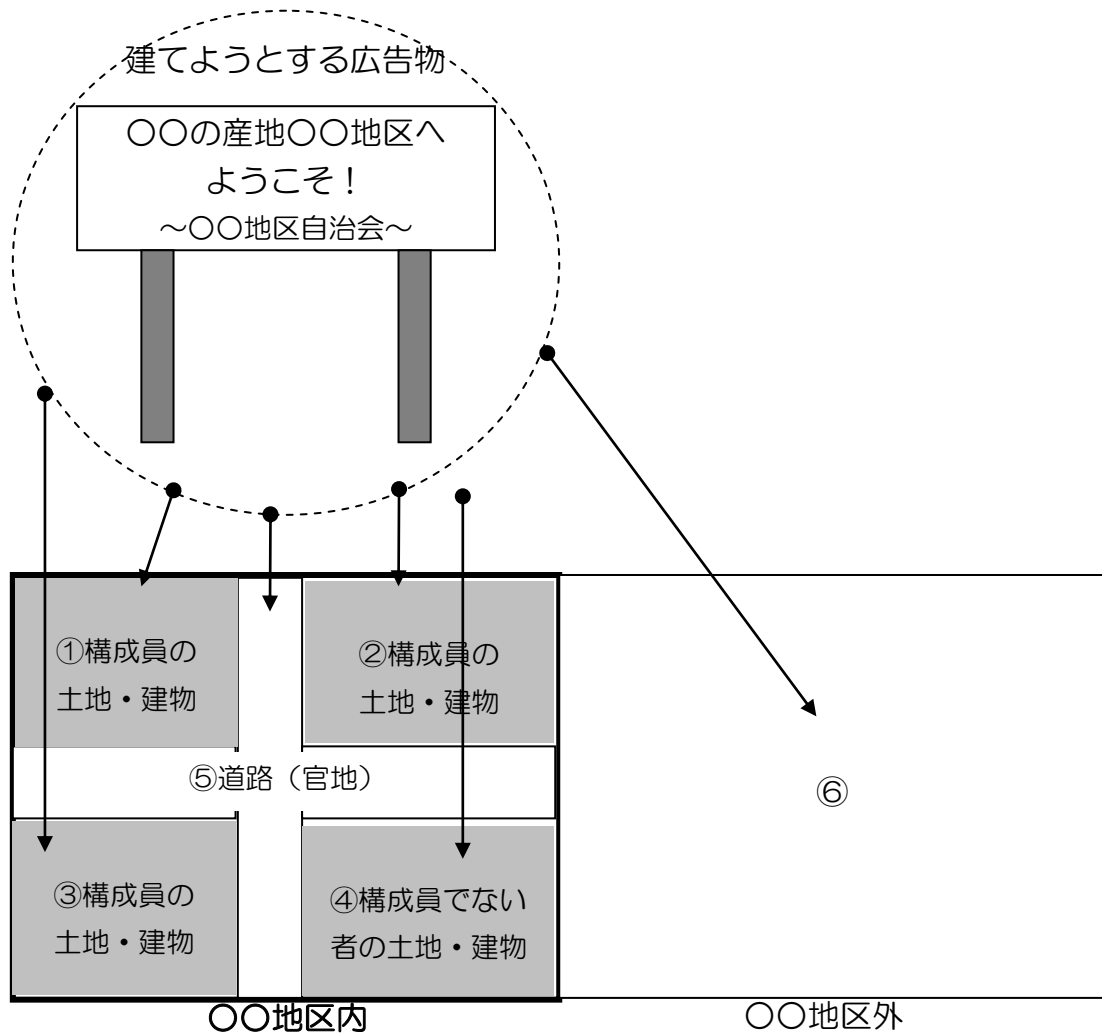 建てようとする広告物
〇〇の産地〇〇地区へ
ようこそ！
～〇〇地区自治会～
①構成員の
土地・建物
②構成員の
土地・建物
⑤道路（官地）
⑥
③構成員の
土地・建物
④構成員でない
者の土地・建物
〇〇地区内
〇〇地区外